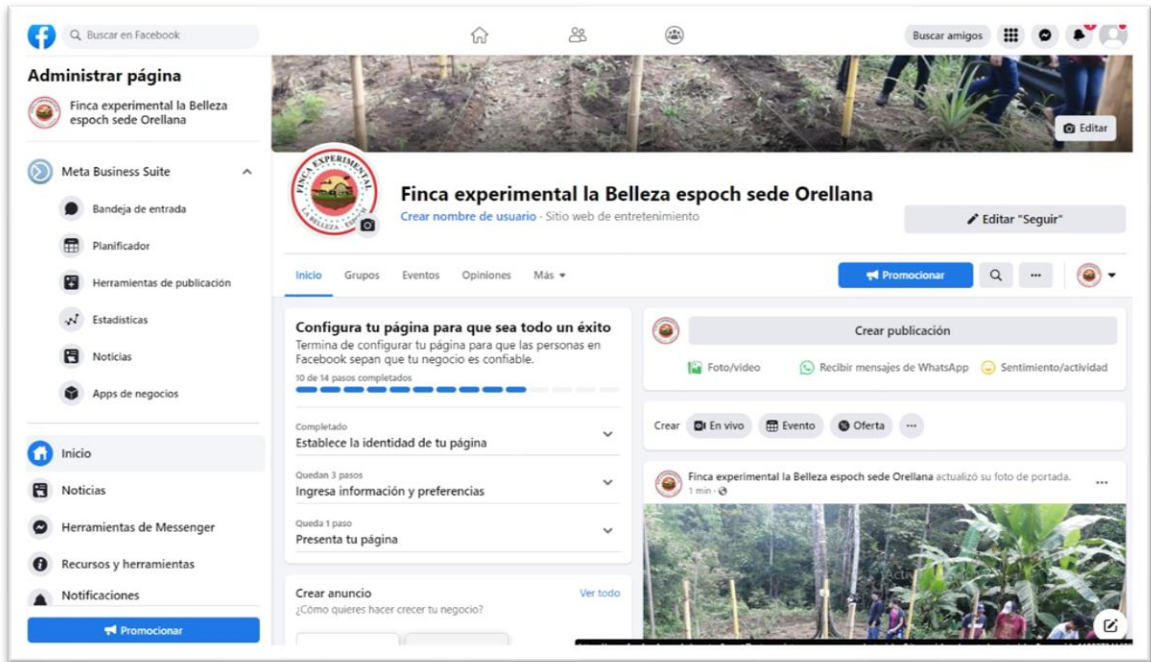 Buscar en Facebook
Buscar amigos
Administrar página
Finca experimental la Belleza
espoch sede Orellana
Meta Business Suite
Bandeja de entrada
Planificador
Herramientas de publicación
Estadísticas
Noticias
Apps de negocios
Inicio
Noticias
Herramientas de Messenger
Recursos y herramientas
Notificaciones
Promocionar
Editar
FINCA EXPERIMENTAL
LA BELLEZA - ESPOCH
Finca experimental la Belleza espoch sede Orellana
Crear nombre de usuario · Sitio web de entretenimiento
Editar "Seguir"
Inicio Grupos Eventos Opiniones Más
Promocionar
Configura tu página para que sea todo un éxito
Termina de configurar tu página para que las personas en
Facebook sepan que tu negocio es confiable.
10 de 14 pasos completados
Completado
Establece la identidad de tu página
Quedan 3 pasos
Ingresa información y preferencias
Queda 1 paso
Presenta tu página
Crear anuncio Ver todo
¿Cómo quieres hacer crecer tu negocio?
Crear publicación
Foto/video Recibir mensajes de WhatsApp Sentimiento/actividad
Crear En vivo Evento Oferta
Finca experimental la Belleza espoch sede Orellana actualizó su foto de portada.
1 min